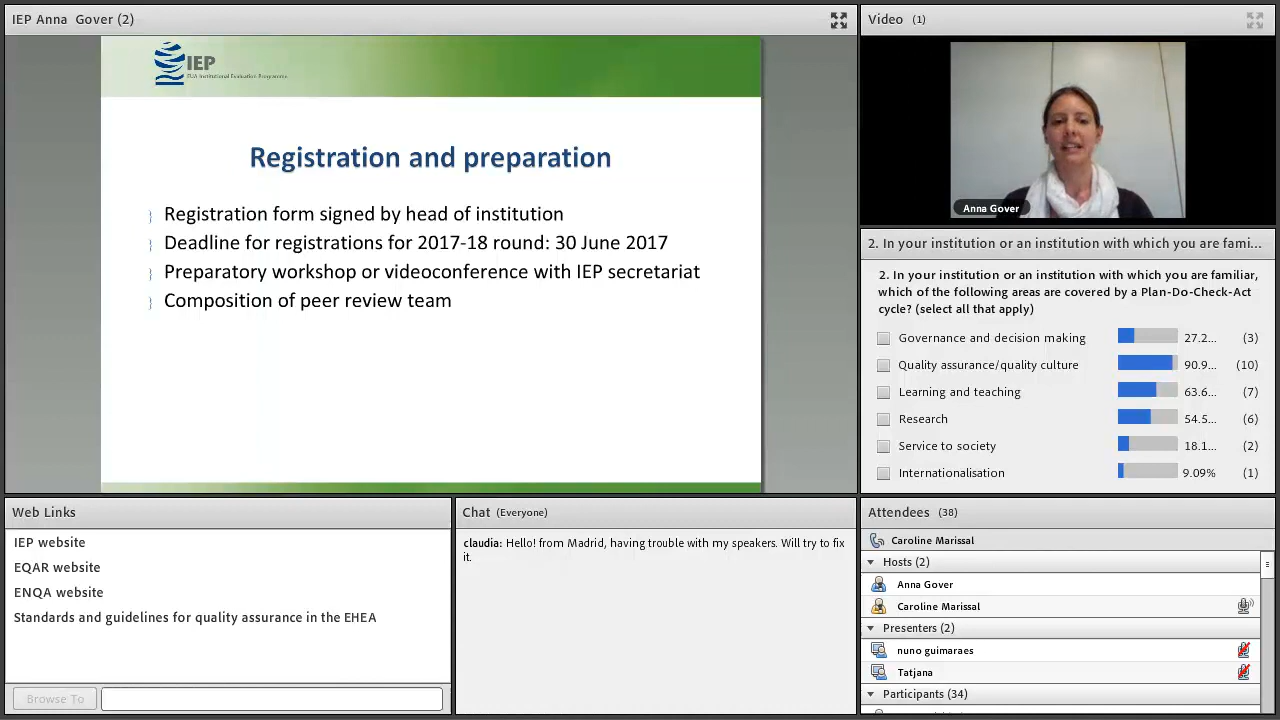 IEP Anna Gover (2)
IEP
EUA Institutional Evaluation Programme
Registration and preparation
Registration form signed by head of institution
Deadline for registrations for 2017-18 round: 30 June 2017
Preparatory workshop or videoconference with IEP secretariat
Composition of peer review team
Video (1)
Anna Gover
2. In your institution or an institution with which you are fami...
2. In your institution or an institution with which you are familiar,
which of the following areas are covered by a Plan-Do-Check-Act
cycle? (select all that apply)
Governance and decision making 27.2... (3)
Quality assurance/quality culture 90.9... (10)
Learning and teaching 63.6... (7)
Research 54.5... (6)
Service to society 18.1... (2)
Internationalisation 9.09% (1)
Web Links
IEP website
EQAR website
ENQA website
Standards and guidelines for quality assurance in the EHEA
Browse To
Chat (Everyone)
claudia: Hello! from Madrid, having trouble with my speakers. Will try to fix
it.
Attendees (38)
Caroline Marissal
Hosts (2)
Anna Gover
Caroline Marissal
Presenters (2)
nuno guimaraes
Tatjana
Participants (34)